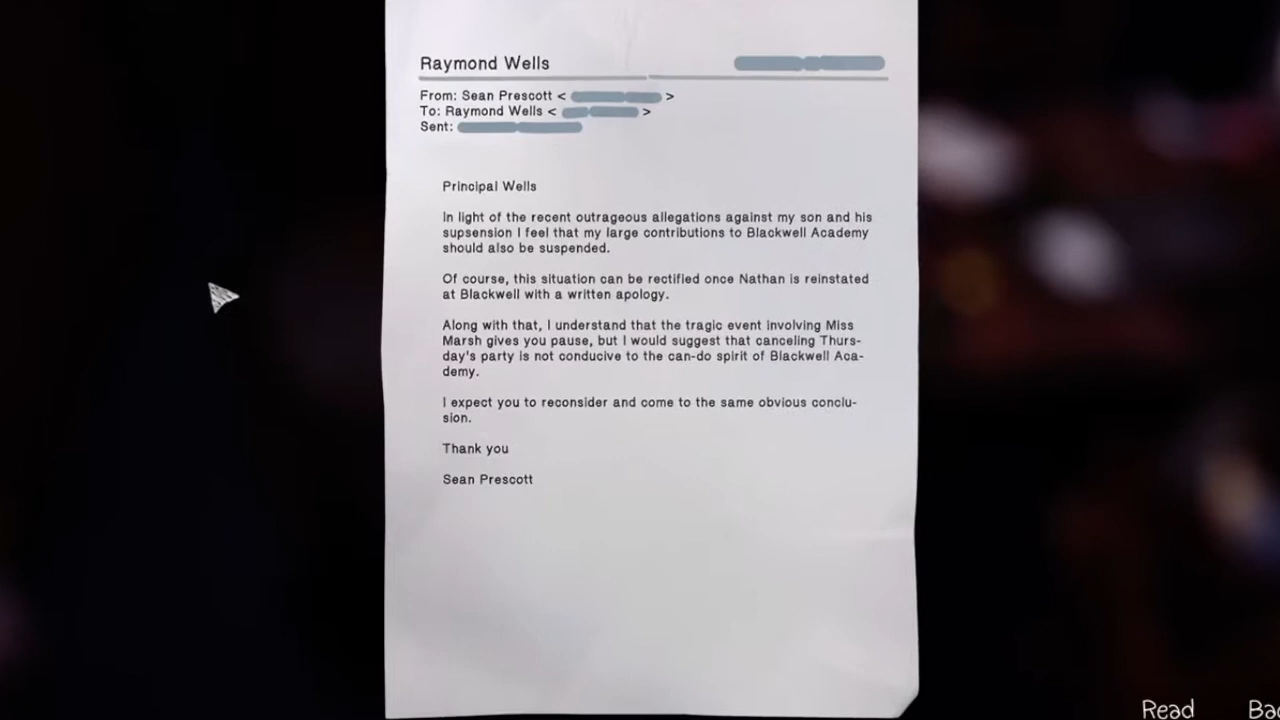 Raymond Wells
From: Sean Prescott < >
To: Raymond Wells < >
Sent:
Principal Wells
In light of the recent outrageous allegations against my son and his
supsension I feel that my large contributions to Blackwell Academy
should also be suspended.
Of course, this situation can be rectified once Nathan is reinstated
at Blackwell with a written apology.
Along with that, I understand that the tragic event involving Miss
Marsh gives you pause, but I would suggest that canceling Thurs-
day's party is not conducive to the can-do spirit of Blackwell Aca-
demy.
I expect you to reconsider and come to the same obvious conclu-
sion.
Thank you
Sean Prescott
Read Ba